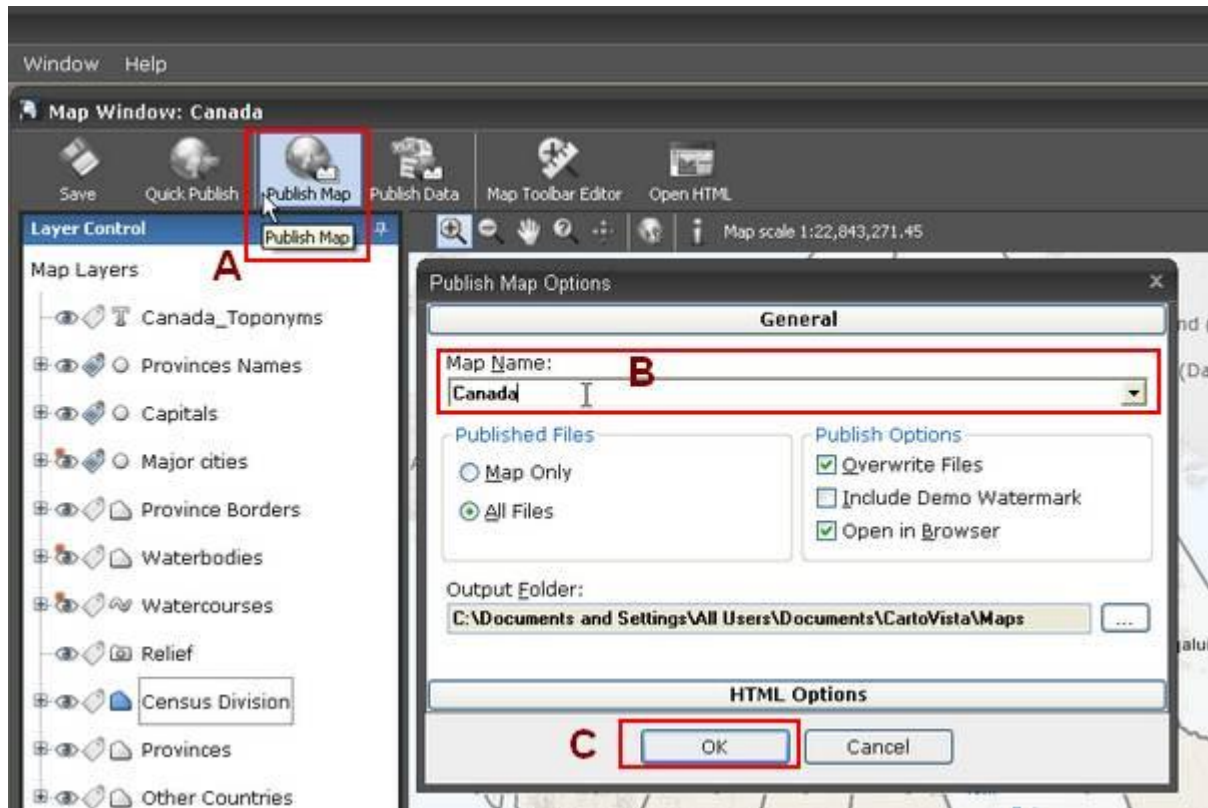 Window Help
Map Window: Canada
Save Quick Publish Publish Map Publish Data Map Toolbar Editor Open HTML
Layer Control
Publish Map
A
Map scale 1:22,843,271.45
Map Layers
Canada_Toponyms
Provinces Names
Capitals
Major cities
Province Borders
Waterbodies
Watercourses
Relief
Census Division
Provinces
Other Countries
Publish Map Options
General
Map Name:
B
Canada
Published Files
Map Only
All Files
Publish Options
Overwrite Files
Include Demo Watermark
Open in Browser
Output Folder:
C:\Documents and Settings\All Users\Documents\CartoVista\Maps
...
HTML Options
C
OK Cancel